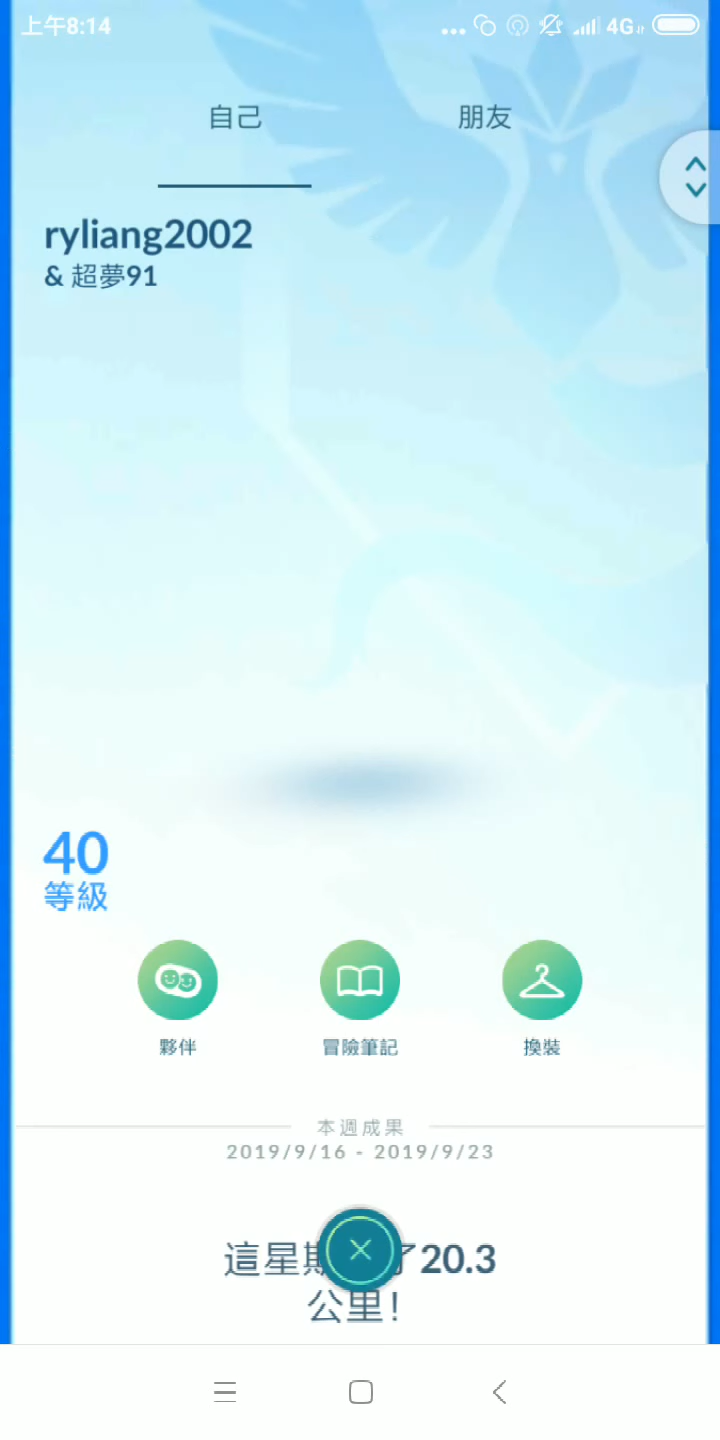 上午8:14
4G
自己
朋友
ryliang2002
& 超夢91
40
等級
夥伴
冒險筆記
換裝
本週成果
2019/9/16 - 2019/9/23
這星期 了20.3
公里!